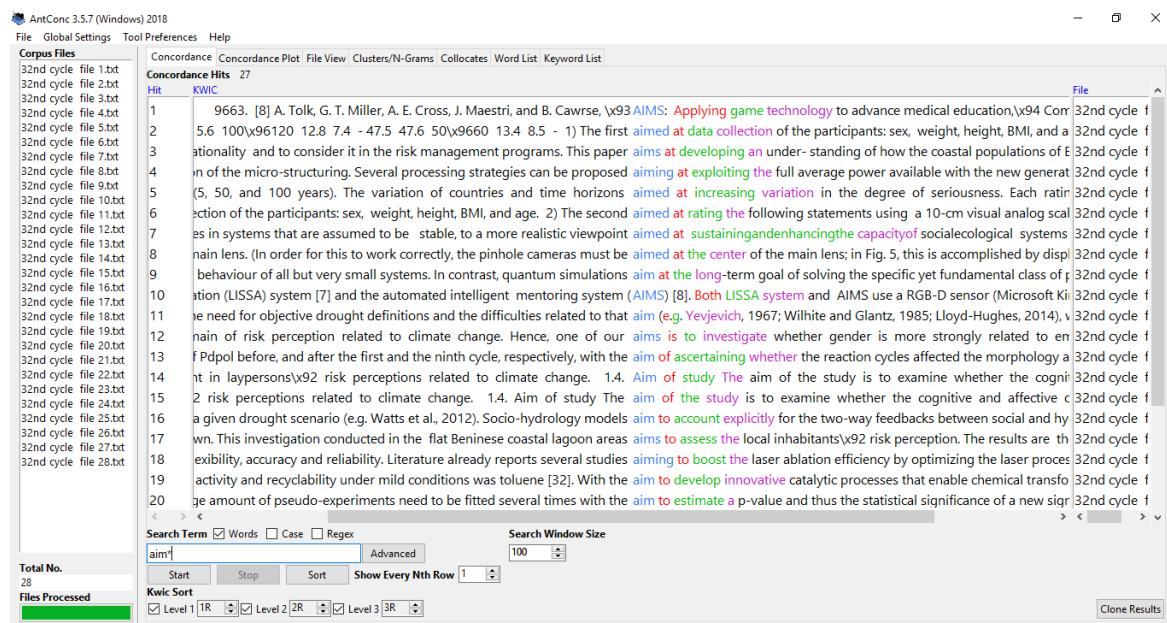 AntConc 3.5.7 (Windows) 2018
File Global Settings Tool Preferences Help
Corpus Files
32nd cycle file 1.txt
32nd cycle file 2.txt
32nd cycle file 3.txt
32nd cycle file 4.txt
32nd cycle file 5.txt
32nd cycle file 6.txt
32nd cycle file 7.txt
32nd cycle file 8.txt
32nd cycle file 9.txt
32nd cycle file 10.txt
32nd cycle file 11.txt
32nd cycle file 12.txt
32nd cycle file 13.txt
32nd cycle file 14.txt
32nd cycle file 15.txt
32nd cycle file 16.txt
32nd cycle file 17.txt
32nd cycle file 18.txt
32nd cycle file 19.txt
32nd cycle file 20.txt
32nd cycle file 21.txt
32nd cycle file 22.txt
32nd cycle file 23.txt
32nd cycle file 24.txt
32nd cycle file 25.txt
32nd cycle file 26.txt
32nd cycle file 27.txt
32nd cycle file 28.txt
Total No.
28
Files Processed
Concordance Concordance Plot File View Clusters/N-Grams Collocates Word List Keyword List
Concordance Hits 27
Hit KWIC File
1 9663. [8] A. Tolk, G. T. Miller, A. E. Cross, J. Maestri, and B. Cawrse, \x93 AIMS: Applying game technology to advance medical education,\x94 Com 32nd cycle f
2 5.6 100\x96120 12.8 7.4 - 47.5 47.6 50\x9660 13.4 8.5 - 1) The first aimed at data collection of the participants: sex, weight, height, BMI, and a 32nd cycle f
3 ationality and to consider it in the risk management programs. This paper aims at developing an under- standing of how the coastal populations of E 32nd cycle f
4 n of the micro-structuring. Several processing strategies can be proposed aiming at exploiting the full average power available with the new generat 32nd cycle f
5 (5, 50, and 100 years). The variation of countries and time horizons aimed at increasing variation in the degree of seriousness. Each ratin 32nd cycle f
6 ection of the participants: sex, weight, height, BMI, and age. 2) The second aimed at rating the following statements using a 10-cm visual analog scal 32nd cycle f
7 es in systems that are assumed to be stable, to a more realistic viewpoint aimed at sustainingandenhancingthe capacityof socialecological systems 32nd cycle f
8 main lens. (In order for this to work correctly, the pinhole cameras must be aimed at the center of the main lens; in Fig. 5, this is accomplished by displ 32nd cycle f
9 behaviour of all but very small systems. In contrast, quantum simulations aim at the long-term goal of solving the specific yet fundamental class of p 32nd cycle f
10 ation (LISSA) system [7] and the automated intelligent mentoring system (AIMS) [8]. Both LISSA system and AIMS use a RGB-D sensor (Microsoft Ki 32nd cycle f
11 e need for objective drought definitions and the difficulties related to that aim (e.g. Yevjevich, 1967; Wilhite and Glantz, 1985; Lloyd-Hughes, 2014), v 32nd cycle f
12 main of risk perception related to climate change. Hence, one of our aims is to investigate whether gender is more strongly related to en 32nd cycle f
13 f Pdpol before, and after the first and the ninth cycle, respectively, with the aim of ascertaining whether the reaction cycles affected the morphology a 32nd cycle f
14 nt in laypersons\x92 risk perceptions related to climate change. 1.4. Aim of study The aim of the study is to examine whether the cogni 32nd cycle f
15 2 risk perceptions related to climate change. 1.4. Aim of study The aim of the study is to examine whether the cognitive and affective c 32nd cycle f
16 a given drought scenario (e.g. Watts et al., 2012). Socio-hydrology models aim to account explicitly for the two-way feedbacks between social and hy 32nd cycle f
17 wn. This investigation conducted in the flat Beninese coastal lagoon areas aims to assess the local inhabitants\x92 risk perception. The results are th 32nd cycle f
18 exibility, accuracy and reliability. Literature already reports several studies aiming to boost the laser ablation efficiency by optimizing the laser proces 32nd cycle f
19 activity and recyclability under mild conditions was toluene [32]. With the aim to develop innovative catalytic processes that enable chemical transfo 32nd cycle f
20 ge amount of pseudo-experiments need to be fitted several times with the aim to estimate a p-value and thus the statistical significance of a new sigr 32nd cycle f
Search Term Words Case Regex Search Window Size
aim* Advanced 100
Start Stop Sort Show Every Nth Row 1
Kwic Sort
Level 1 1R Level 2 2R Level 3 3R Clone Results